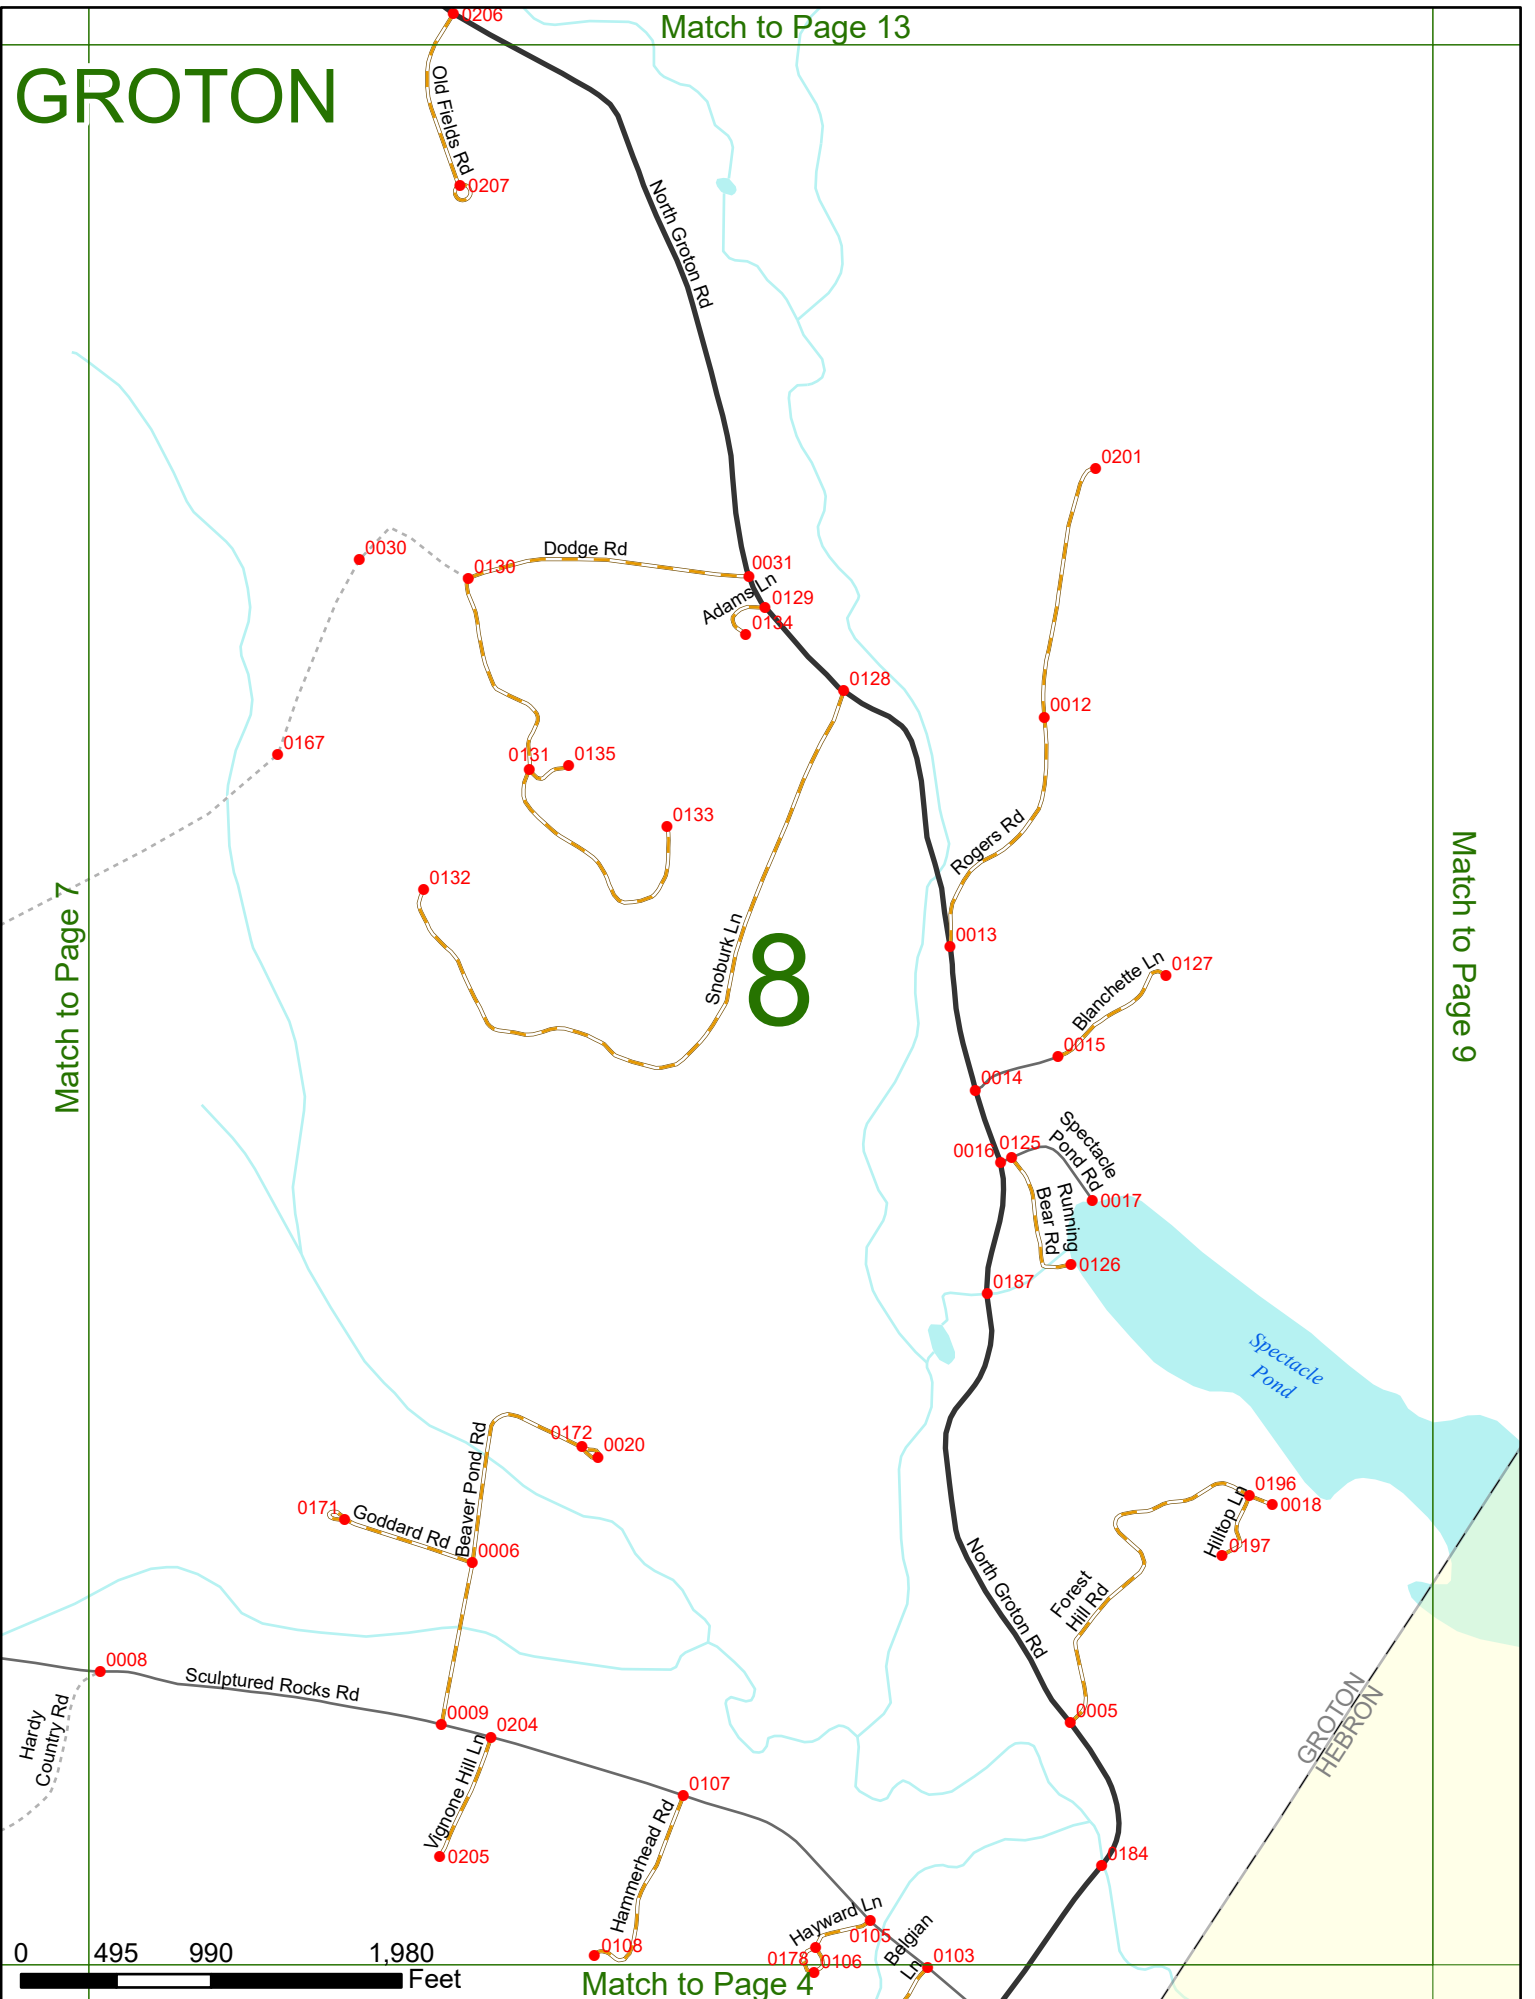 0206
Match to Page 13
GROTON
Old Fields Rd
0207
North Groton Rd
0201
0030
0130
Dodge Rd
0031
Adams Ln
0129
0134
0128
0012
0167
0131
0135
0133
Rogers Rd
0132
Match to Page 7
Match to Page 9
Snoburk Ln
8
0013
Blanchette Ln
0127
0015
0014
0016
0125
Spectacle
Pond Rd
0017
Running
Bear Rd
0126
0187
Spectacle
Pond
Beaver Pond Rd
0172
0020
0171
Goddard Rd
0006
0196
0018
Hilltop Ln
0197
North Groton Rd
Forest
Hill Rd
0008
Sculptured Rocks Rd
Hardy
Country Rd
0009
0204
0005
GROTON
HEBRON
Vignone Hill Ln
0205
0107
Hammerhead Rd
0108
0184
Hayward Ln
0105
0178
0106
Belgian
Ln
0103
0 495 990 1,980
Feet
Match to Page 4